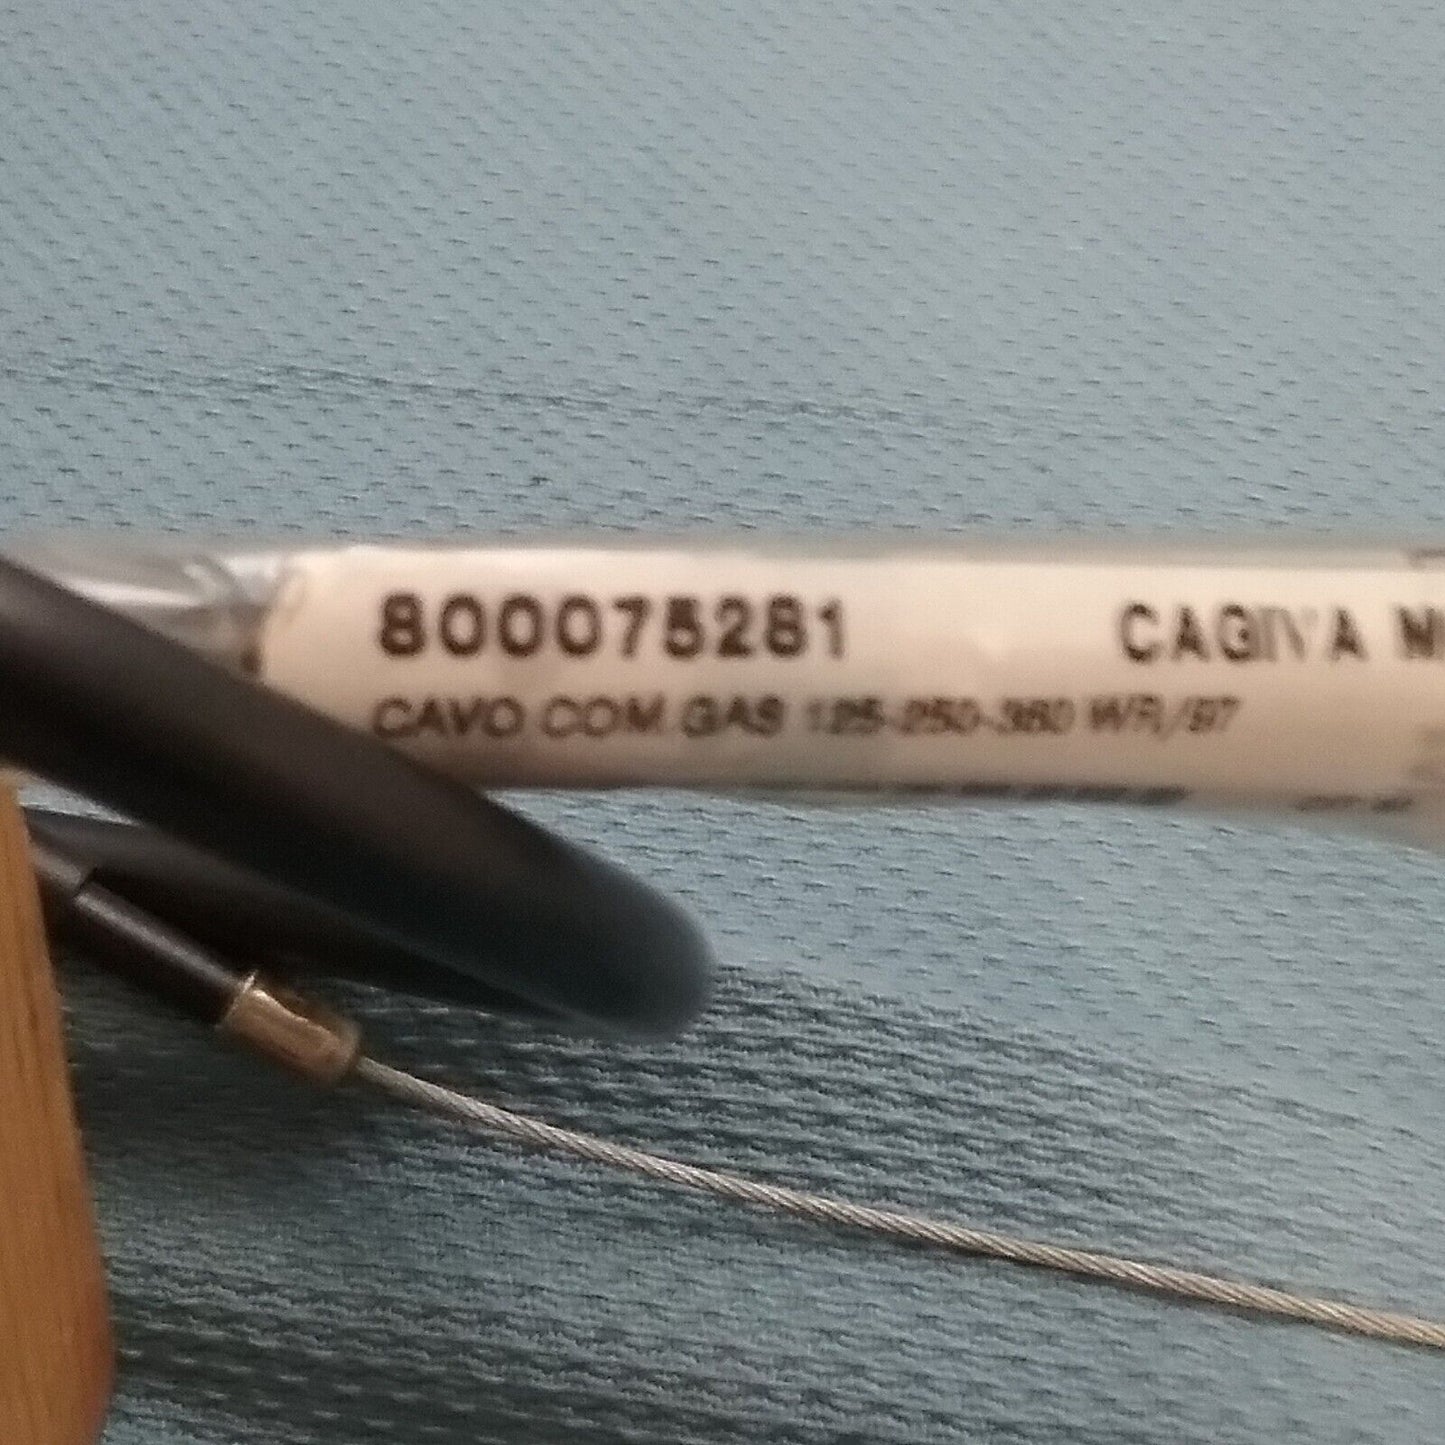 800075281 CAGIVA M
CAVO COM.GAS 125-250-360 WR/97